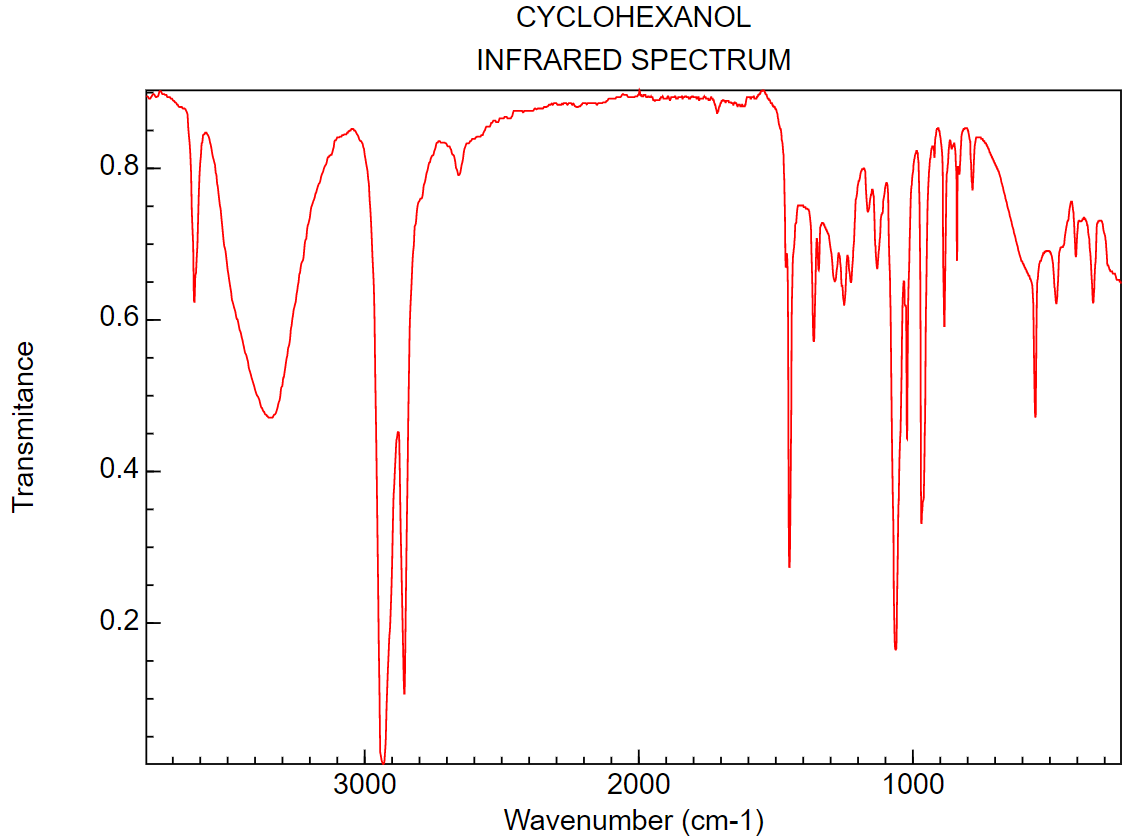 CYCLOHEXANOL
INFRARED SPECTRUM
0.8
0.6
0.4
0.2
Transmitance
3000
2000
1000
Wavenumber (cm-1)